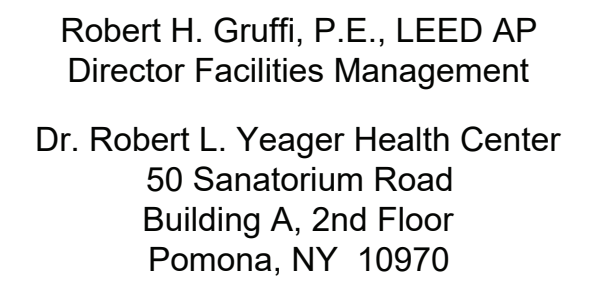 Robert H. Gruffi, P.E., LEED AP
Director Facilities Management
Dr. Robert L. Yeager Health Center
50 Sanatorium Road
Building A, 2nd Floor
Pomona, NY  10970